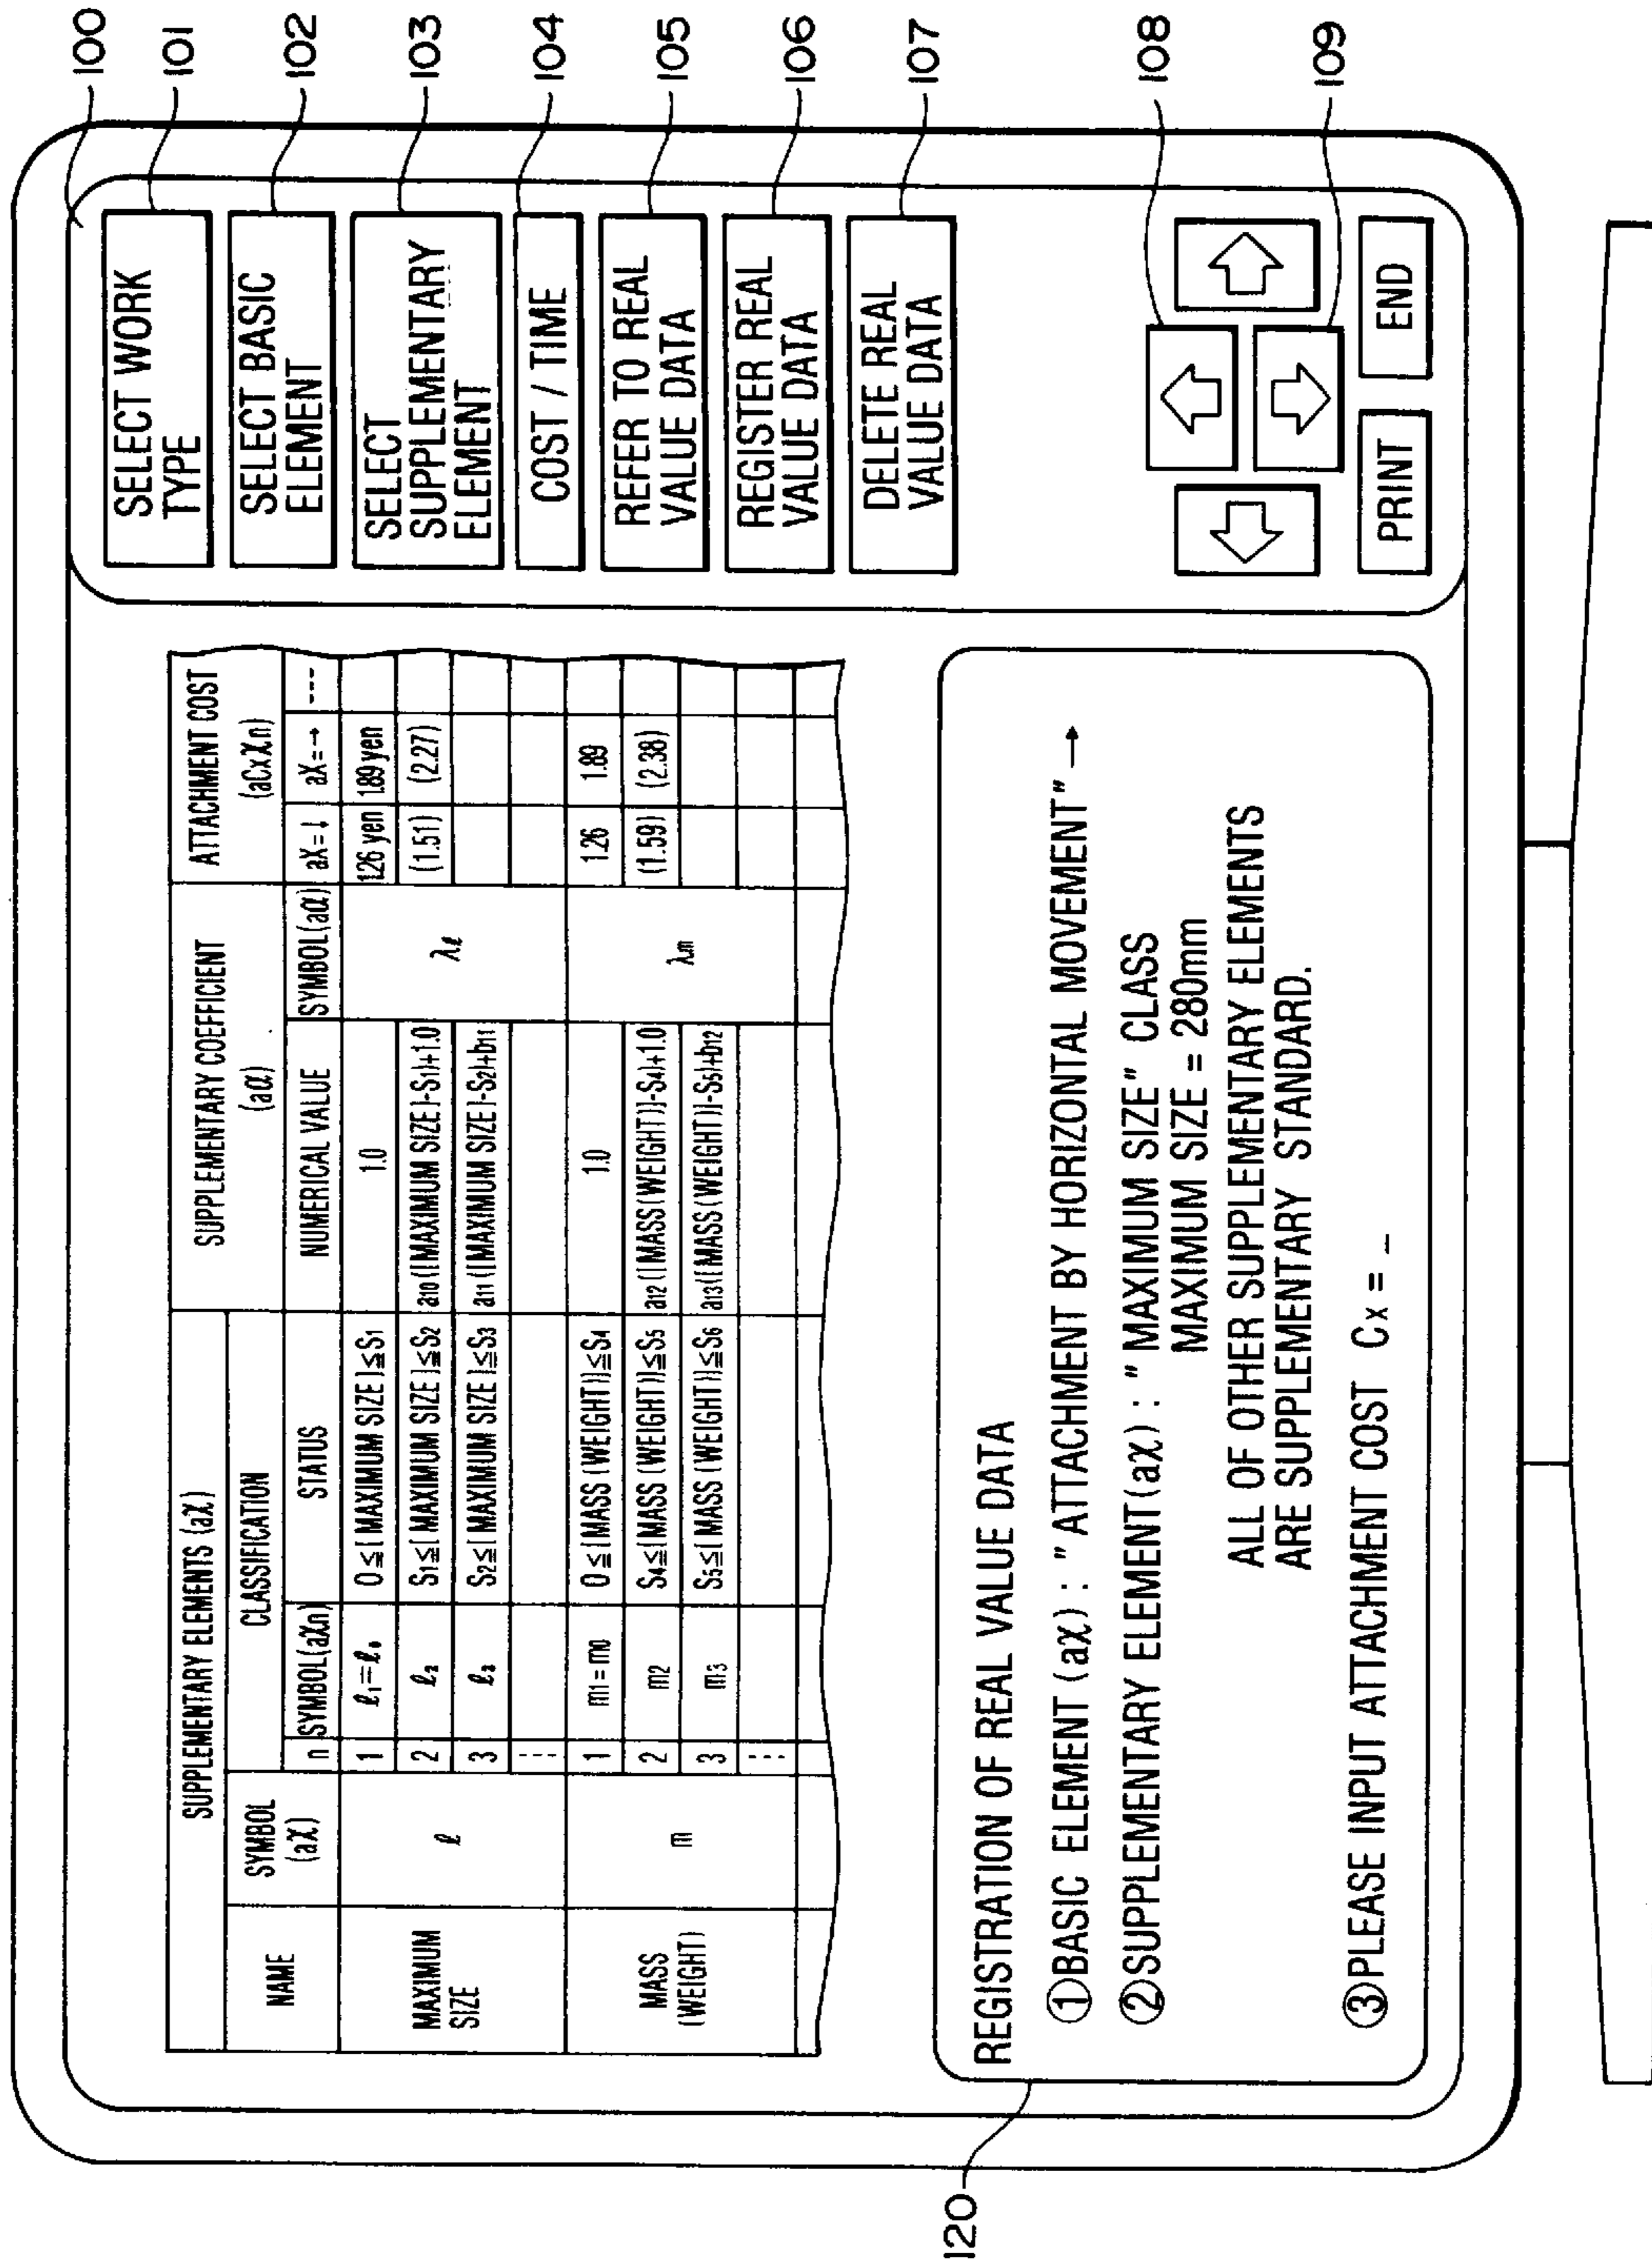 SUPPLEMENTARY ELEMENTS (aχ)
SUPPLEMENTARY COEFFICIENT
(aα)
ATTACHMENT COST
(aCxχn)
NAME
SYMBOL
(aχ)
CLASSIFICATION
n
SYMBOL(aχn)
STATUS
NUMERICAL VALUE
SYMBOL(aα)
aX=↓
aX=→
---
MAXIMUM
SIZE
ℓ
1
ℓ1=ℓ0
0≦[MAXIMUM SIZE]≦S1
1.0
λℓ
1.26 yen
1.89 yen
2
ℓ2
S1≦[MAXIMUM SIZE]≦S2
a10([MAXIMUM SIZE]-S1)+1.0
(1.51)
(2.27)
3
ℓ3
S2≦[MAXIMUM SIZE]≦S3
a11([MAXIMUM SIZE]-S2)+b11
MASS
(WEIGHT)
m
1
m1=m0
0≦[MASS(WEIGHT)]≦S4
1.0
λm
1.26
1.89
2
m2
S4≦[MASS(WEIGHT)]≦S5
a12([MASS(WEIGHT)]-S4)+1.0
(1.59)
(2.38)
3
m3
S5≦[MASS(WEIGHT)]≦S6
a13([MASS(WEIGHT)]-S5)+b12
REGISTRATION OF REAL VALUE DATA
①BASIC ELEMENT (aχ) : "ATTACHMENT BY HORIZONTAL MOVEMENT" →
②SUPPLEMENTARY ELEMENT(aχ) : "MAXIMUM SIZE" CLASS
MAXIMUM SIZE = 280mm
ALL OF OTHER SUPPLEMENTARY ELEMENTS
ARE SUPPLEMENTARY STANDARD.
③PLEASE INPUT ATTACHMENT COST Cx = _
120
SELECT WORK
TYPE
SELECT BASIC
ELEMENT
SELECT
SUPPLEMENTARY
ELEMENT
COST / TIME
REFER TO REAL
VALUE DATA
REGISTER REAL
VALUE DATA
DELETE REAL
VALUE DATA
PRINT
END
100
101
102
103
104
105
106
107
108
109